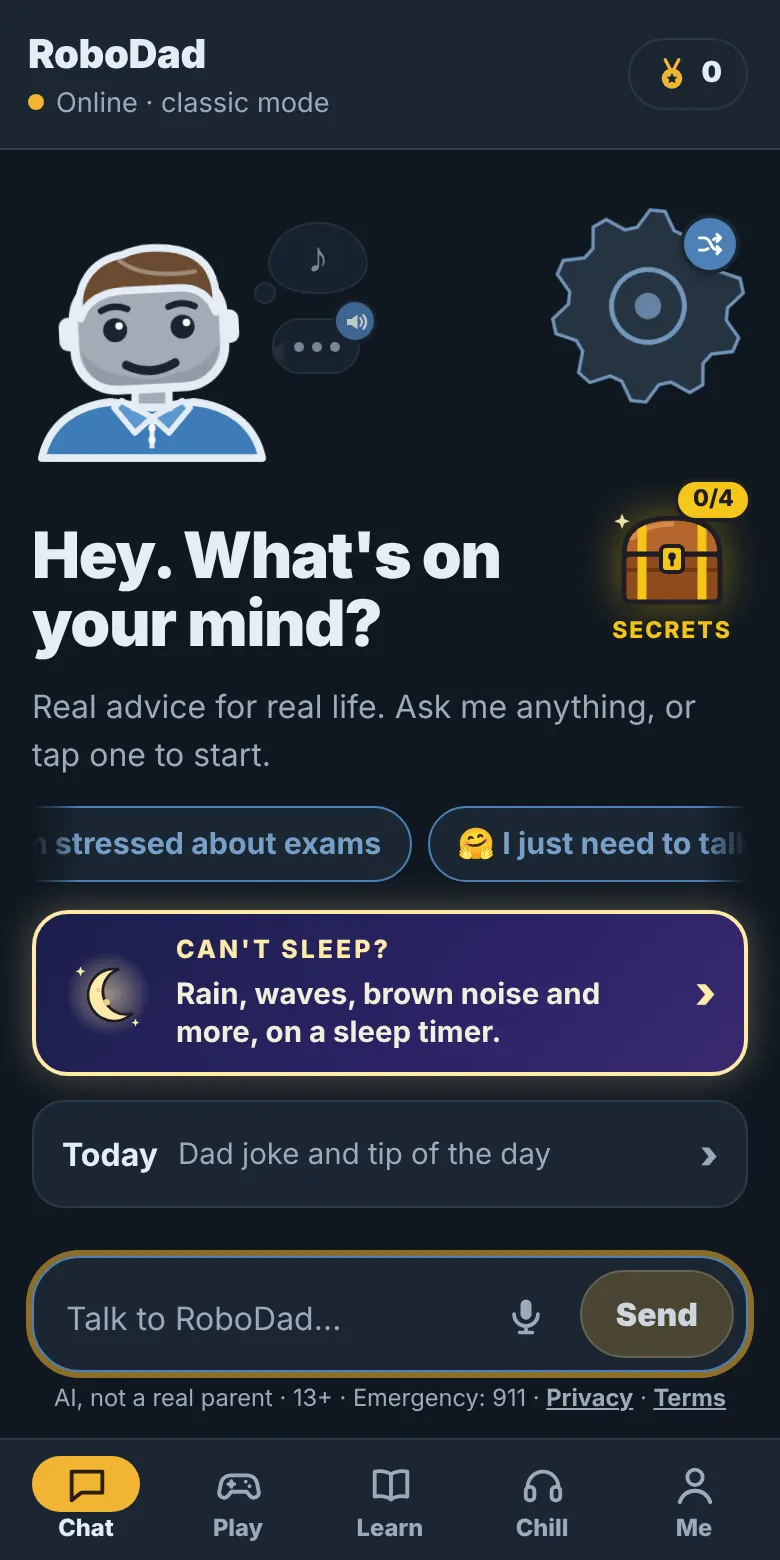 RoboDad
Online · classic mode
0
0/4
SECRETS
Hey. What's on
your mind?
Real advice for real life. Ask me anything, or
tap one to start.
stressed about exams
🤗 I just need to talk
CAN'T SLEEP?
Rain, waves, brown noise and
more, on a sleep timer.
Today Dad joke and tip of the day
Talk to RoboDad...
Send
AI, not a real parent · 13+ · Emergency: 911 · Privacy · Terms
Chat
Play
Learn
Chill
Me